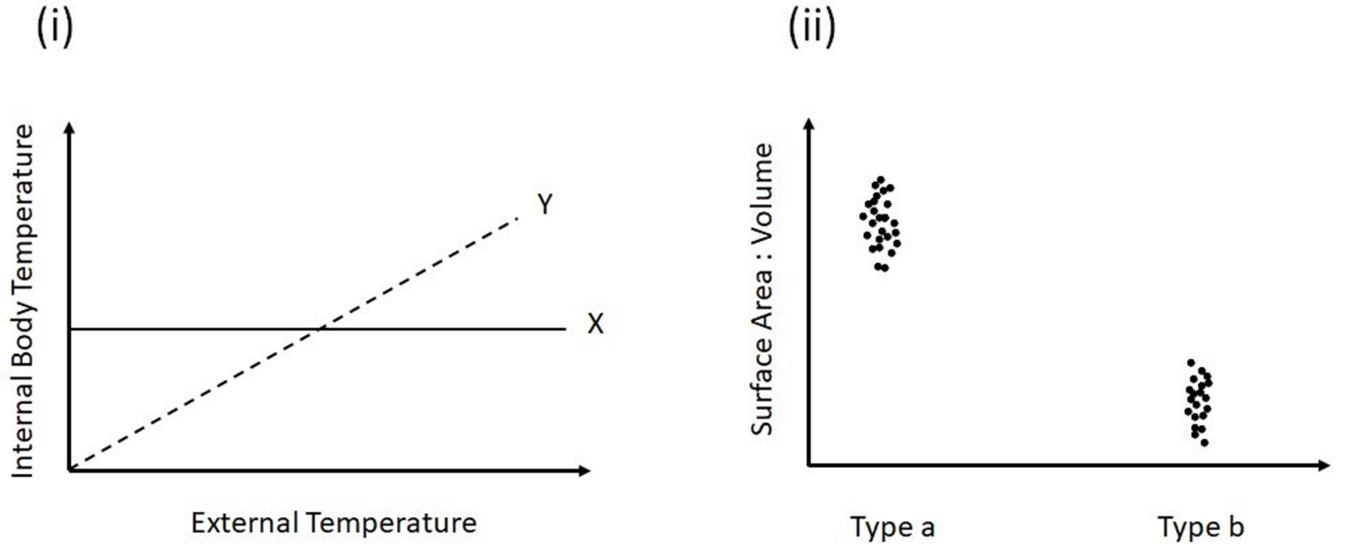 (i)
Internal Body Temperature
Y
X
External Temperature
(ii)
Surface Area : Volume
Type a
Type b